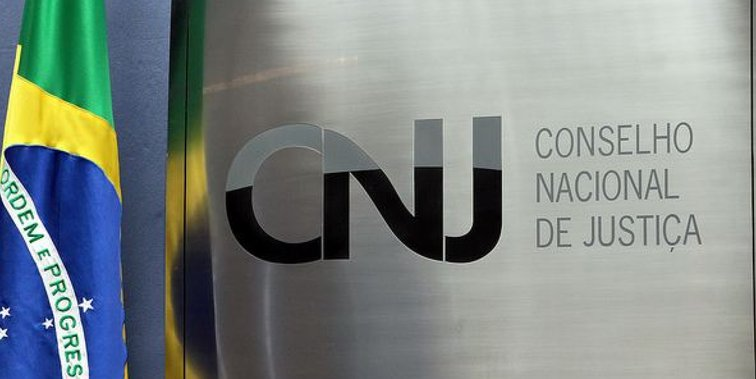 ORDEM E PROGRES
CNJ
CONSELHO
NACIONAL
DE JUSTIÇA